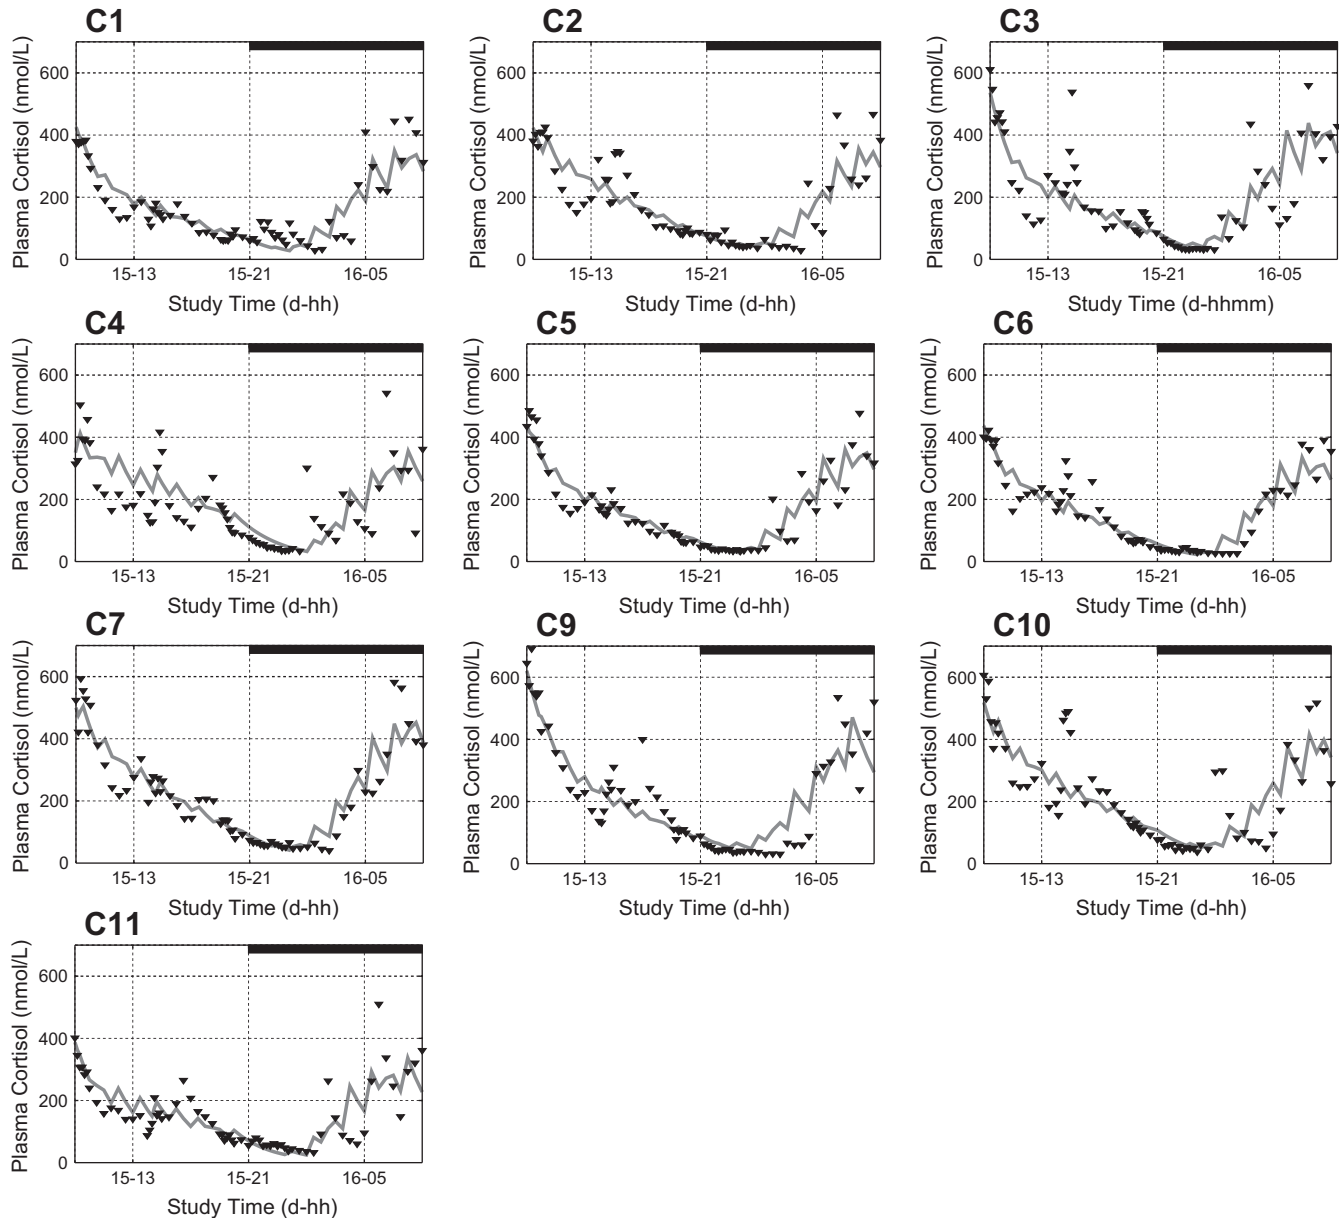 C1 C2 C3
Plasma Cortisol (nmol/L) Plasma Cortisol (nmol/L) Plasma Cortisol (nmol/L)
600 600 600
400 400 400
200 200 200
0 0 0
15-13 15-21 16-05 15-13 15-21 16-05 15-13 15-21 16-05
Study Time (d-hh) Study Time (d-hh) Study Time (d-hhmm)
C4 C5 C6
Plasma Cortisol (nmol/L) Plasma Cortisol (nmol/L) Plasma Cortisol (nmol/L)
600 600 600
400 400 400
200 200 200
0 0 0
15-13 15-21 16-05 15-13 15-21 16-05 15-13 15-21 16-05
Study Time (d-hh) Study Time (d-hh) Study Time (d-hh)
C7 C9 C10
Plasma Cortisol (nmol/L) Plasma Cortisol (nmol/L) Plasma Cortisol (nmol/L)
600 600 600
400 400 400
200 200 200
0 0 0
15-13 15-21 16-05 15-13 15-21 16-05 15-13 15-21 16-05
Study Time (d-hh) Study Time (d-hh) Study Time (d-hh)
C11
Plasma Cortisol (nmol/L)
600
400
200
0
15-13 15-21 16-05
Study Time (d-hh)